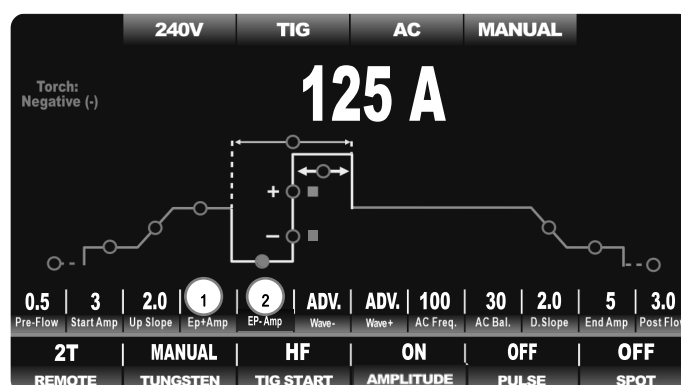 240V TIG AC MANUAL
Torch:
Negative (-)
125 A
+
−
0.5 3 2.0 1 2 ADV. ADV. 100 30 2.0 5 3.0
Pre-Flow Start Amp Up Slope Ep+Amp EP-Amp Wave- Wave+ AC Freq. AC Bal. D.Slope End Amp Post Flow
2T MANUAL HF ON OFF OFF
REMOTE TUNGSTEN TIG START AMPLITUDE PULSE SPOT